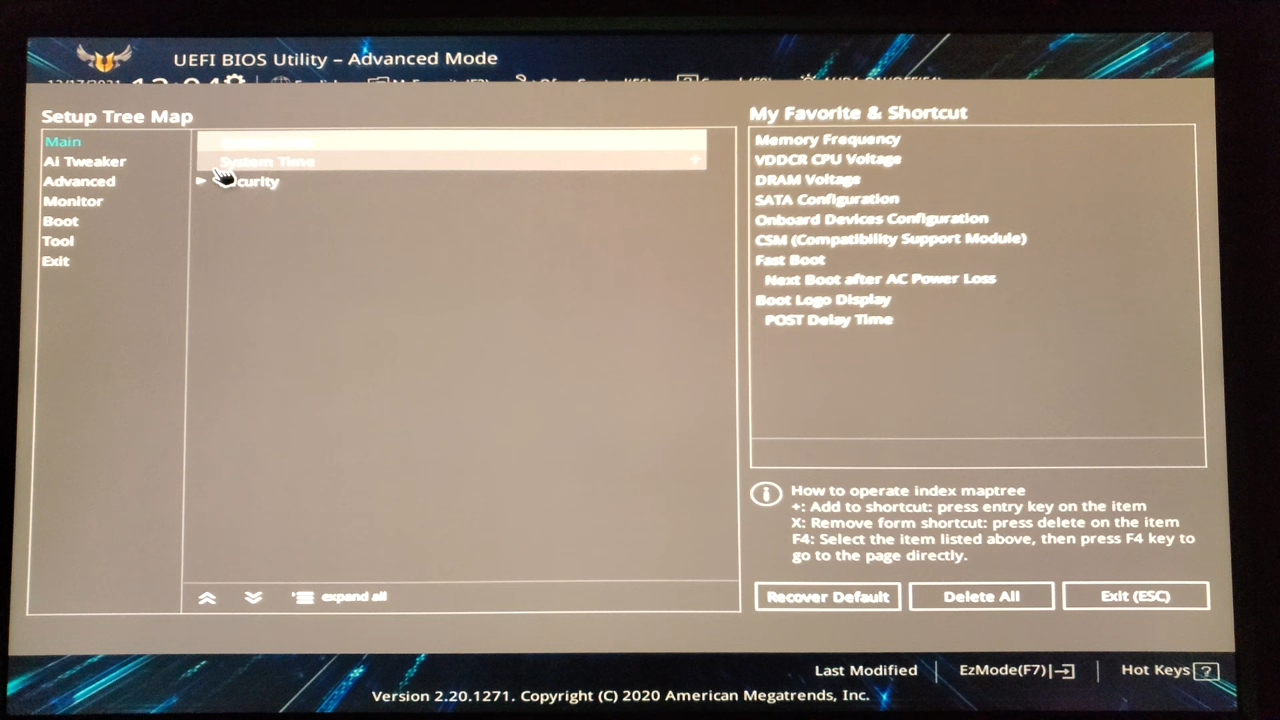 UEFI BIOS Utility – Advanced Mode
Setup Tree Map
Main
Ai Tweaker
Advanced
Monitor
Boot
Tool
Exit
System Time +
expand all
My Favorite & Shortcut
Memory Frequency
VDDCR CPU Voltage
DRAM Voltage
SATA Configuration
Onboard Devices Configuration
CSM (Compatibility Support Module)
Fast Boot
Next Boot after AC Power Loss
Boot Logo Display
POST Delay Time
How to operate index maptree
+: Add to shortcut: press entry key on the item
X: Remove form shortcut: press delete on the item
F4: Select the item listed above, then press F4 key to
go to the page directly.
Recover Default
Delete All
Exit (ESC)
Last Modified
EzMode(F7)
Hot Keys ?
Version 2.20.1271. Copyright (C) 2020 American Megatrends, Inc.